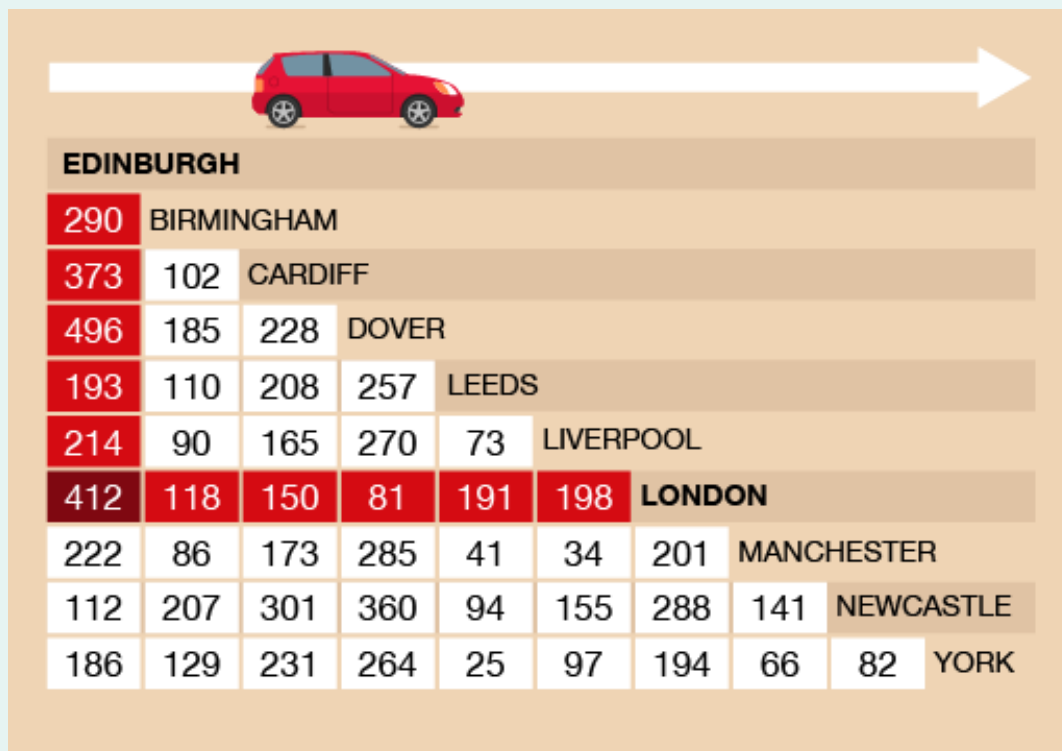 EDINBURGH
290 BIRMINGHAM
373 102 CARDIFF
496 185 228 DOVER
193 110 208 257 LEEDS
214 90 165 270 73 LIVERPOOL
412 118 150 81 191 198 LONDON
222 86 173 285 41 34 201 MANCHESTER
112 207 301 360 94 155 288 141 NEWCASTLE
186 129 231 264 25 97 194 66 82 YORK